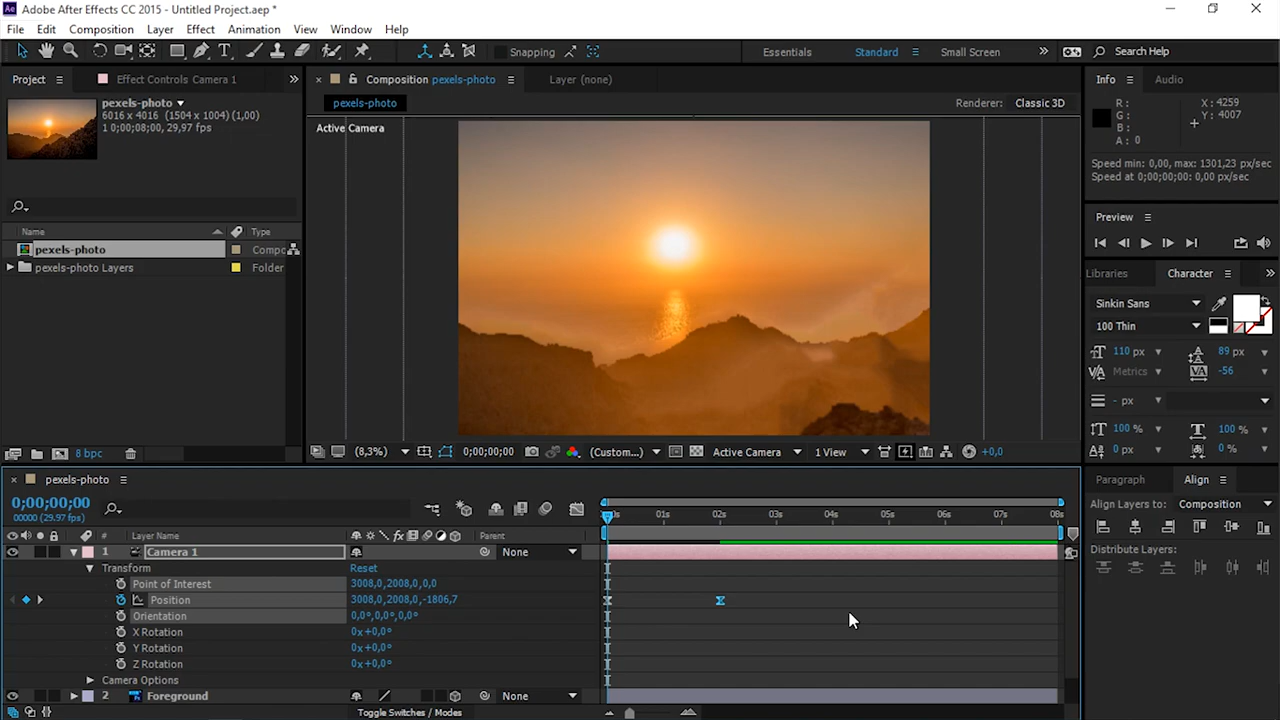 Adobe After Effects CC 2015 - Untitled Project.aep *
File Edit Composition Layer Effect Animation View Window Help
Snapping Essentials Standard Small Screen Search Help
Project Effect Controls Camera 1 Composition pexels-photo Layer (none) Info Audio
pexels-photo
6016 x 4016 (1504 x 1004) (1,00)
1 0;00;08;00, 29,97 fps
pexels-photo Renderer: Classic 3D
Active Camera
R: X: 4259
G: Y: 4007
B:
A: 0
Speed min: 0,00, max: 1301,23 px/sec
Speed at 0;00;00;00: 0,00 px/sec
Preview
Name Type
pexels-photo Compo
pexels-photo Layers Folder
Libraries Character
Sinkin Sans
100 Thin
110 px 89 px
Metrics -56
- px
100 % 100 %
0 px 0 %
8 bpc (8,3%) 0;00;00;00 (Custom... Active Camera 1 View +0,0
pexels-photo
Paragraph Align
0;00;00;00
00000 (29.97 fps)
Align Layers to: Composition
0s 01s 02s 03s 04s 05s 06s 07s 08s
# Layer Name Parent
1 Camera 1 None
Transform Reset
Point of Interest 3008,0,2008,0,0,0
Position 3008,0,2008,0,-1806,7
Orientation 0,0°,0,0°,0,0°
X Rotation 0x+0,0°
Y Rotation 0x+0,0°
Z Rotation 0x+0,0°
Camera Options
2 Foreground None
Distribute Layers:
Toggle Switches / Modes